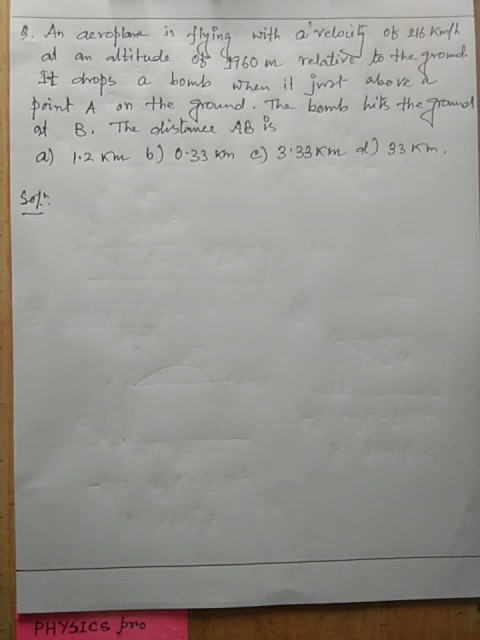 Q. An aeroplane is flying with a velocity of 216 Km/h
at an altitude of 1960 m relative to the ground.
It drops a bomb when it just above a
point A on the ground. The bomb hits the ground
at B. The distance AB is
a) 1.2 Km b) 0.33 Km c) 3.33 Km d) 33 Km.
Solⁿ:
PHYSICS pro